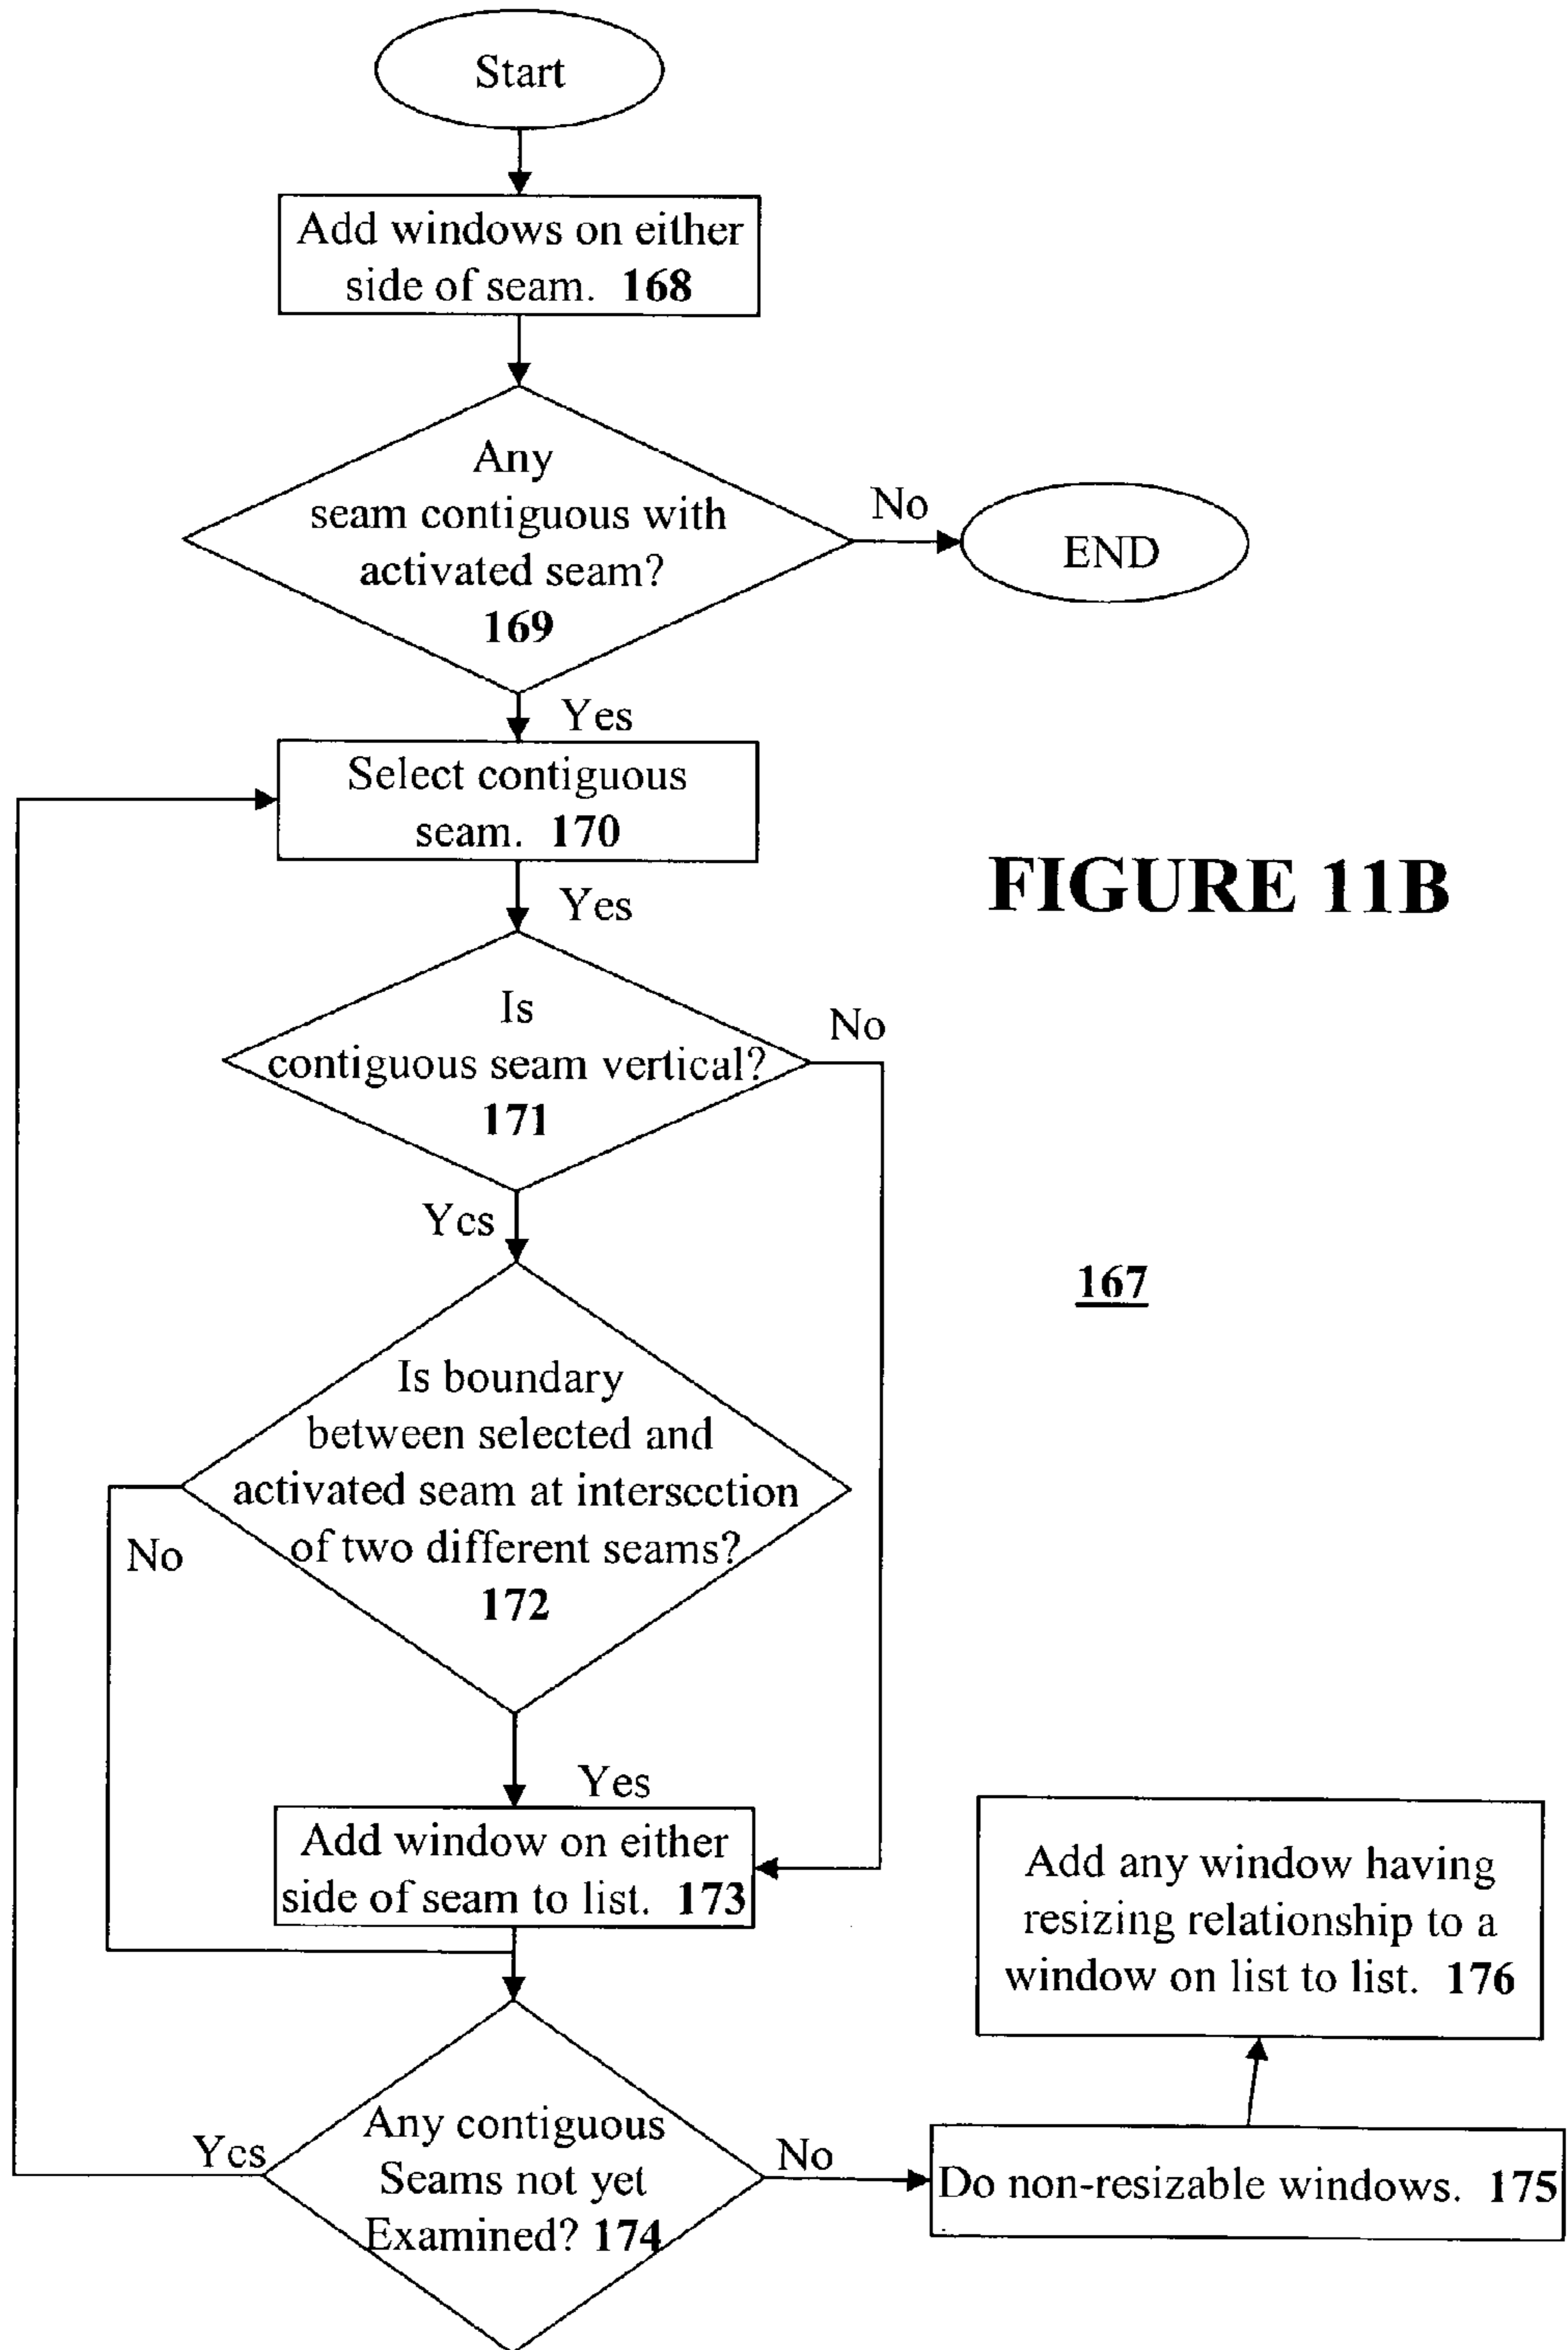 Start
Add windows on either
side of seam. 168
Any
seam contiguous with
activated seam?
169
No
END
Yes
Select contiguous
seam. 170
FIGURE 11B
Yes
Is
contiguous seam vertical?
171
No
Ycs
167
Is boundary
between selected and
activated seam at interscction
of two different seams?
172
No
Yes
Add window on either
side of seam to list. 173
Add any window having
resizing relationship to a
window on list to list. 176
Any contiguous
Seams not yet
Examined? 174
Ycs
No
Do non-resizable windows. 175